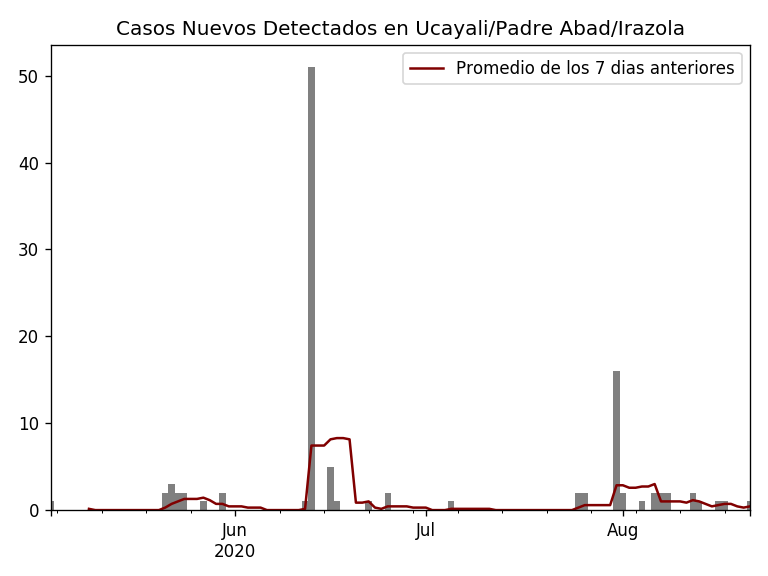 Casos Nuevos Detectados en Ucayali/Padre Abad/Irazola
Promedio de los 7 dias anteriores
50
40
30
20
10
0
Jun
2020
Jul
Aug